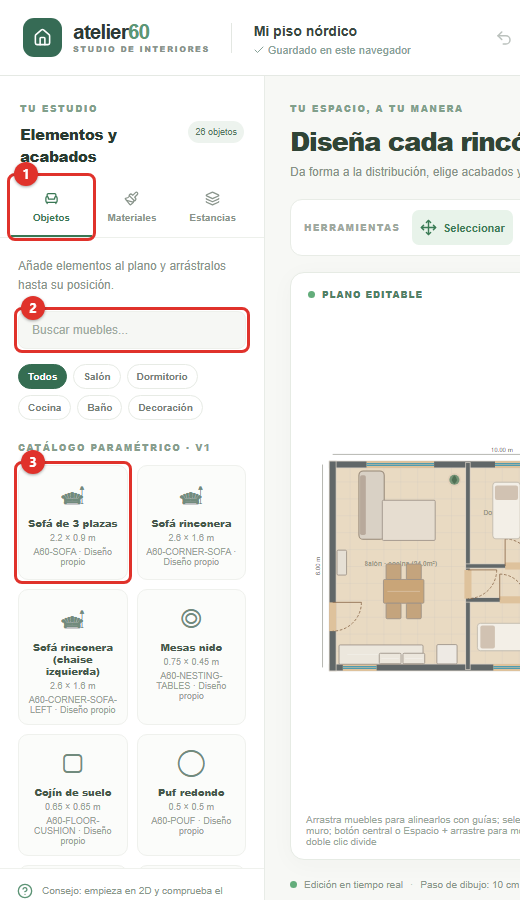 atelier60
STUDIO DE INTERIORES
Mi piso nórdico
Guardado en este navegador
TU ESTUDIO
Elementos y
acabados
26 objetos
1
Objetos
Materiales
Estancias
Añade elementos al plano y arrástralos
hasta su posición.
2
Buscar muebles...
Todos
Salón
Dormitorio
Cocina
Baño
Decoración
CATÁLOGO PARAMÉTRICO · V1
3
Sofá de 3 plazas
2.2 × 0.9 m
A60-SOFA · Diseño
propio
Sofá rinconera
2.6 × 1.6 m
A60-CORNER-SOFA ·
Diseño propio
Sofá rinconera
(chaise
izquierda)
2.6 × 1.6 m
A60-CORNER-SOFA-
LEFT · Diseño propio
Mesas nido
0.75 × 0.45 m
A60-NESTING-
TABLES · Diseño
propio
Cojín de suelo
0.65 × 0.65 m
A60-FLOOR-
CUSHION · Diseño
propio
Puf redondo
0.5 × 0.5 m
A60-POUF · Diseño
propio
Consejo: empieza en 2D y comprueba el
TU ESPACIO, A TU MANERA
Diseña cada rincó
Da forma a la distribución, elige acabados y
HERRAMIENTAS
Seleccionar
PLANO EDITABLE
10.00 m
8.00 m
Do
Arrastra muebles para alinearlos con guías; sele
muro; botón central o Espacio + arrastre para mo
doble clic divide
Edición en tiempo real · Paso de dibujo: 10 cm